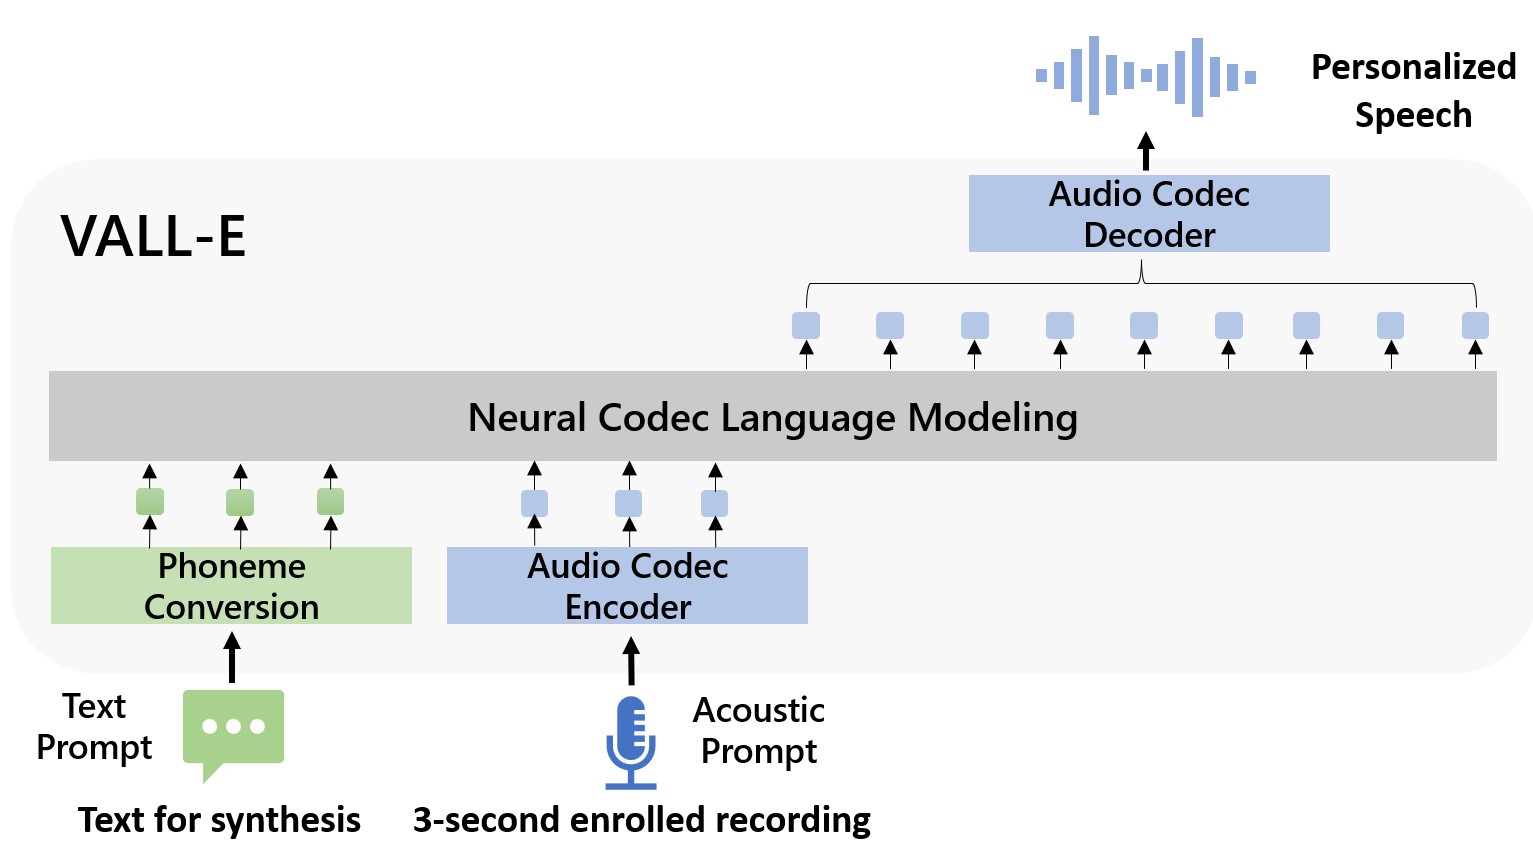 Personalized
Speech
Audio Codec
Decoder
VALL-E
Neural Codec Language Modeling
Phoneme
Conversion
Audio Codec
Encoder
Text
Prompt
Acoustic
Prompt
Text for synthesis
3-second enrolled recording